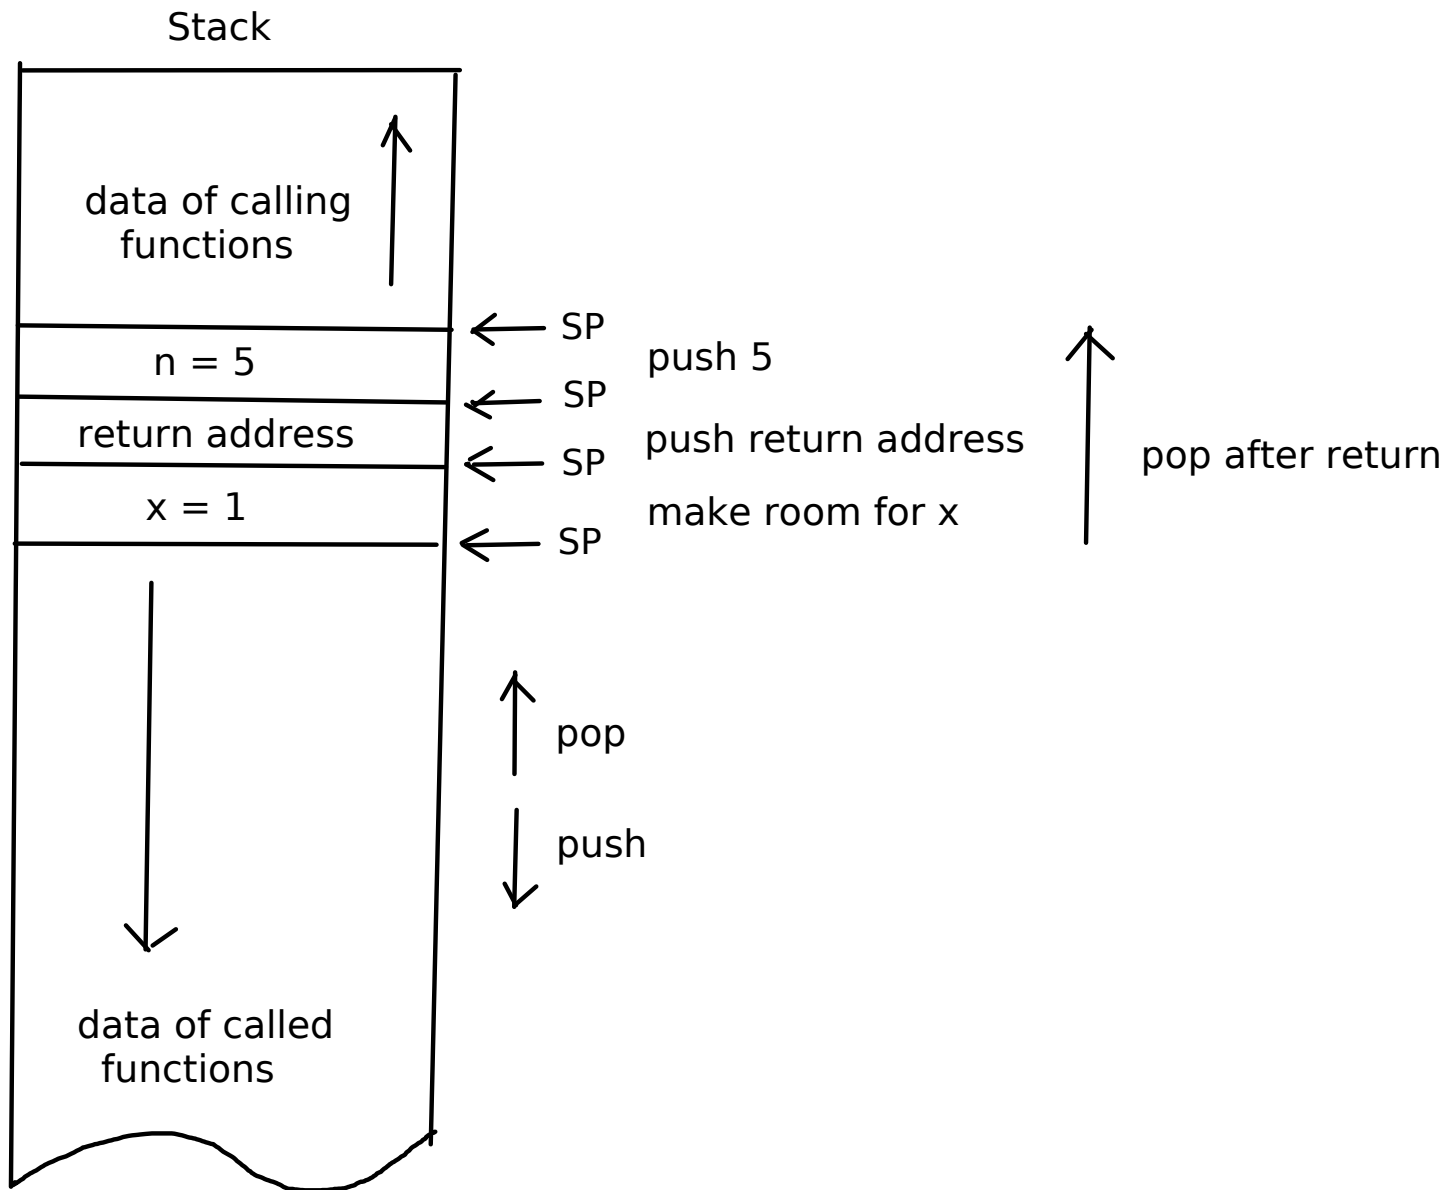 Stack
data of calling
functions
SP
n = 5
push 5
SP
return address
push return address
SP
pop after return
x = 1
make room for x
SP
pop
push
data of called
functions